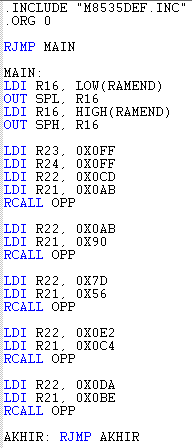 .INCLUDE "M8535DEF.INC"
.ORG 0
RJMP MAIN
MAIN:
LDI R16, LOW(RAMEND)
OUT SPL, R16
LDI R16, HIGH(RAMEND)
OUT SPH, R16
LDI R23, 0X0FF
LDI R24, 0X0FF
LDI R22, 0X0CD
LDI R21, 0X0AB
RCALL OPP
LDI R22, 0X0AB
LDI R21, 0X90
RCALL OPP
LDI R22, 0X7D
LDI R21, 0X56
RCALL OPP
LDI R22, 0X0E2
LDI R21, 0X0C4
RCALL OPP
LDI R22, 0X0DA
LDI R21, 0X0BE
RCALL OPP
AKHIR: RJMP AKHIR